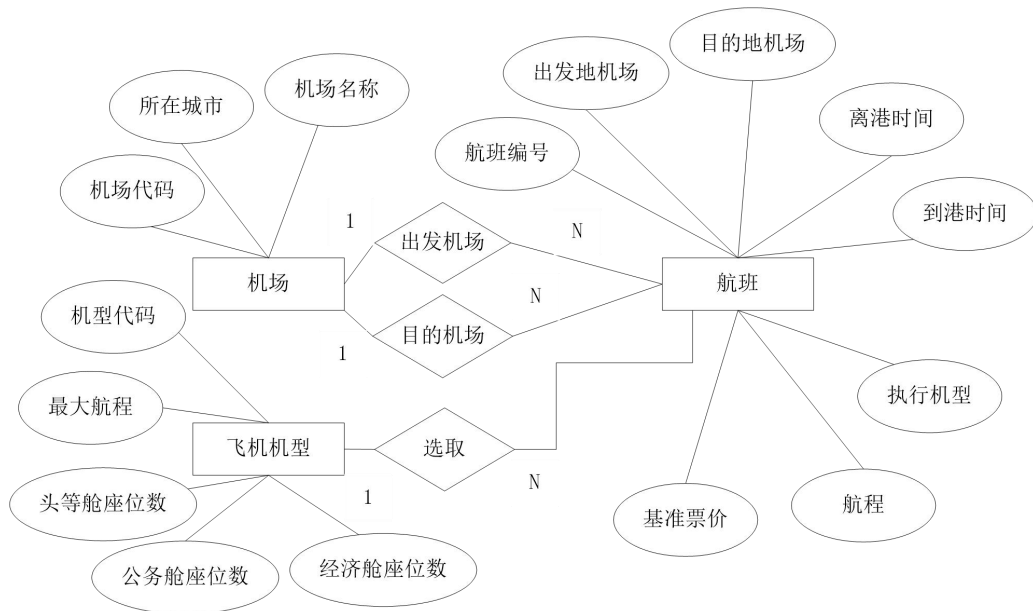 目的地机场
出发地机场
机场名称
所在城市
离港时间
航班编号
机场代码
到港时间
1
出发机场
N
机场
航班
N
机型代码
目的机场
1
执行机型
最大航程
飞机机型
选取
N
1
头等舱座位数
航程
基准票价
经济舱座位数
公务舱座位数